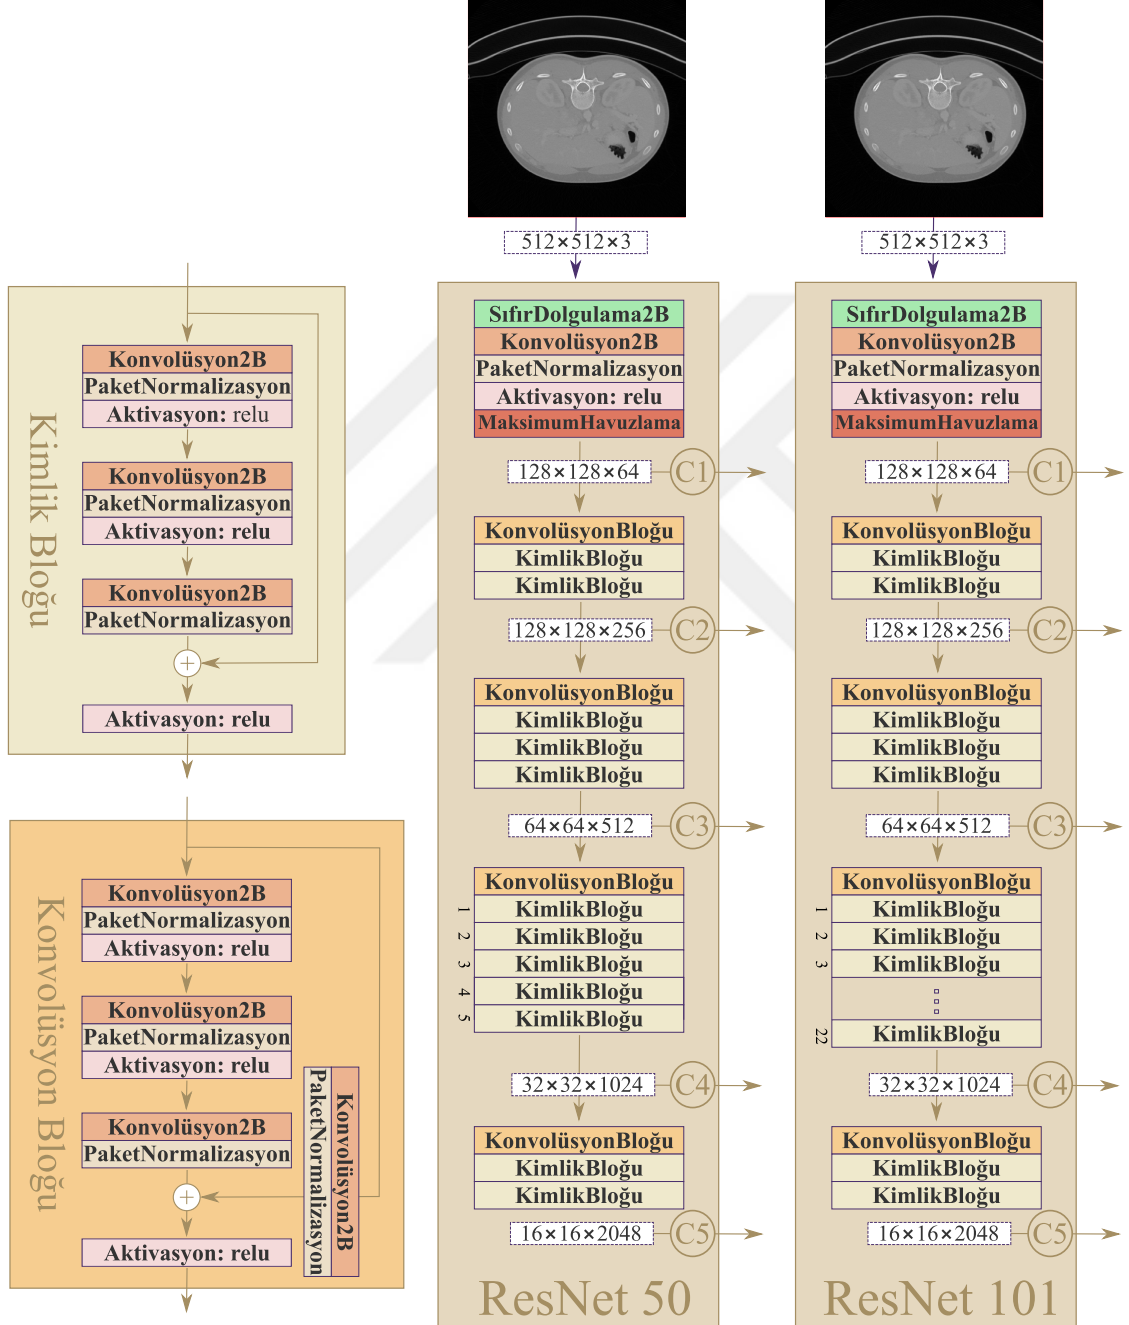 Kimlik Bloğu
Konvolüsyon2B
PaketNormalizasyon
Aktivasyon: relu
Konvolüsyon2B
PaketNormalizasyon
Aktivasyon: relu
Konvolüsyon2B
PaketNormalizasyon
+
Aktivasyon: relu
Konvolüsyon Bloğu
Konvolüsyon2B
PaketNormalizasyon
Aktivasyon: relu
Konvolüsyon2B
PaketNormalizasyon
Aktivasyon: relu
Konvolüsyon2B
PaketNormalizasyon
Konvolüsyon2B
PaketNormalizasyon
+
Aktivasyon: relu
512×512×3
SıfırDolgulama2B
Konvolüsyon2B
PaketNormalizasyon
Aktivasyon: relu
MaksimumHavuzlama
128×128×64 C1
KonvolüsyonBloğu
KimlikBloğu
KimlikBloğu
128×128×256 C2
KonvolüsyonBloğu
KimlikBloğu
KimlikBloğu
KimlikBloğu
64×64×512 C3
KonvolüsyonBloğu
1 KimlikBloğu
2 KimlikBloğu
3 KimlikBloğu
4 KimlikBloğu
5 KimlikBloğu
32×32×1024 C4
KonvolüsyonBloğu
KimlikBloğu
KimlikBloğu
16×16×2048 C5
ResNet 50
512×512×3
SıfırDolgulama2B
Konvolüsyon2B
PaketNormalizasyon
Aktivasyon: relu
MaksimumHavuzlama
128×128×64 C1
KonvolüsyonBloğu
KimlikBloğu
KimlikBloğu
128×128×256 C2
KonvolüsyonBloğu
KimlikBloğu
KimlikBloğu
KimlikBloğu
64×64×512 C3
KonvolüsyonBloğu
1 KimlikBloğu
2 KimlikBloğu
3 KimlikBloğu
22 KimlikBloğu
32×32×1024 C4
KonvolüsyonBloğu
KimlikBloğu
KimlikBloğu
16×16×2048 C5
ResNet 101